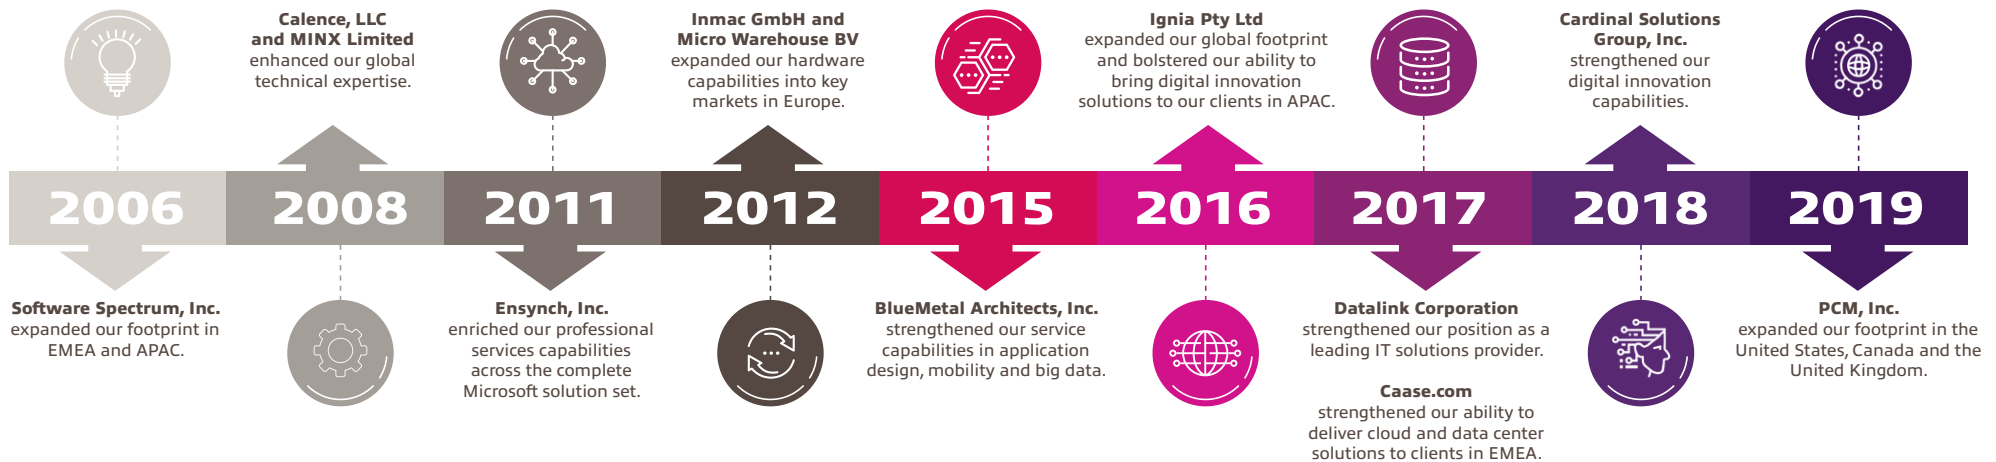 Calence, LLC
and MINX Limited
enhanced our global
technical expertise.
Inmac GmbH and
Micro Warehouse BV
expanded our hardware
capabilities into key
markets in Europe.
Ignia Pty Ltd
expanded our global footprint
and bolstered our ability to
bring digital innovation
solutions to our clients in APAC.
Cardinal Solutions
Group, Inc.
strengthened our
digital innovation
capabilities.
2006
2008
2011
2012
2015
2016
2017
2018
2019
Software Spectrum, Inc.
expanded our footprint in
EMEA and APAC.
Ensynch, Inc.
enriched our professional
services capabilities
across the complete
Microsoft solution set.
BlueMetal Architects, Inc.
strengthened our service
capabilities in application
design, mobility and big data.
Datalink Corporation
strengthened our position as a
leading IT solutions provider.
Caase.com
strengthened our ability to
deliver cloud and data center
solutions to clients in EMEA.
PCM, Inc.
expanded our footprint in the
United States, Canada and the
United Kingdom.